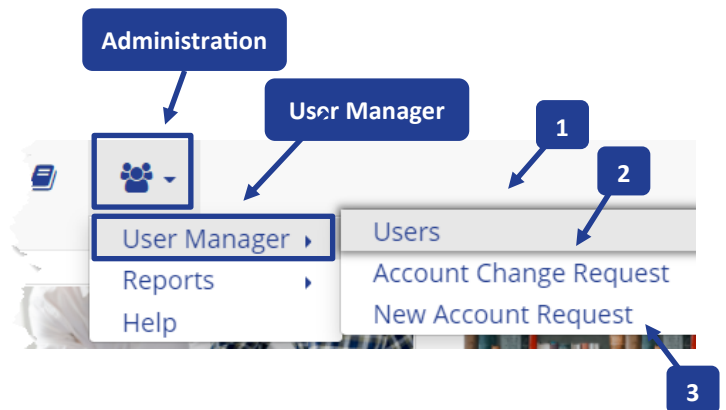 Administration
User Manager
1
2
User Manager
Users
Reports
Account Change Request
Help
New Account Request
3